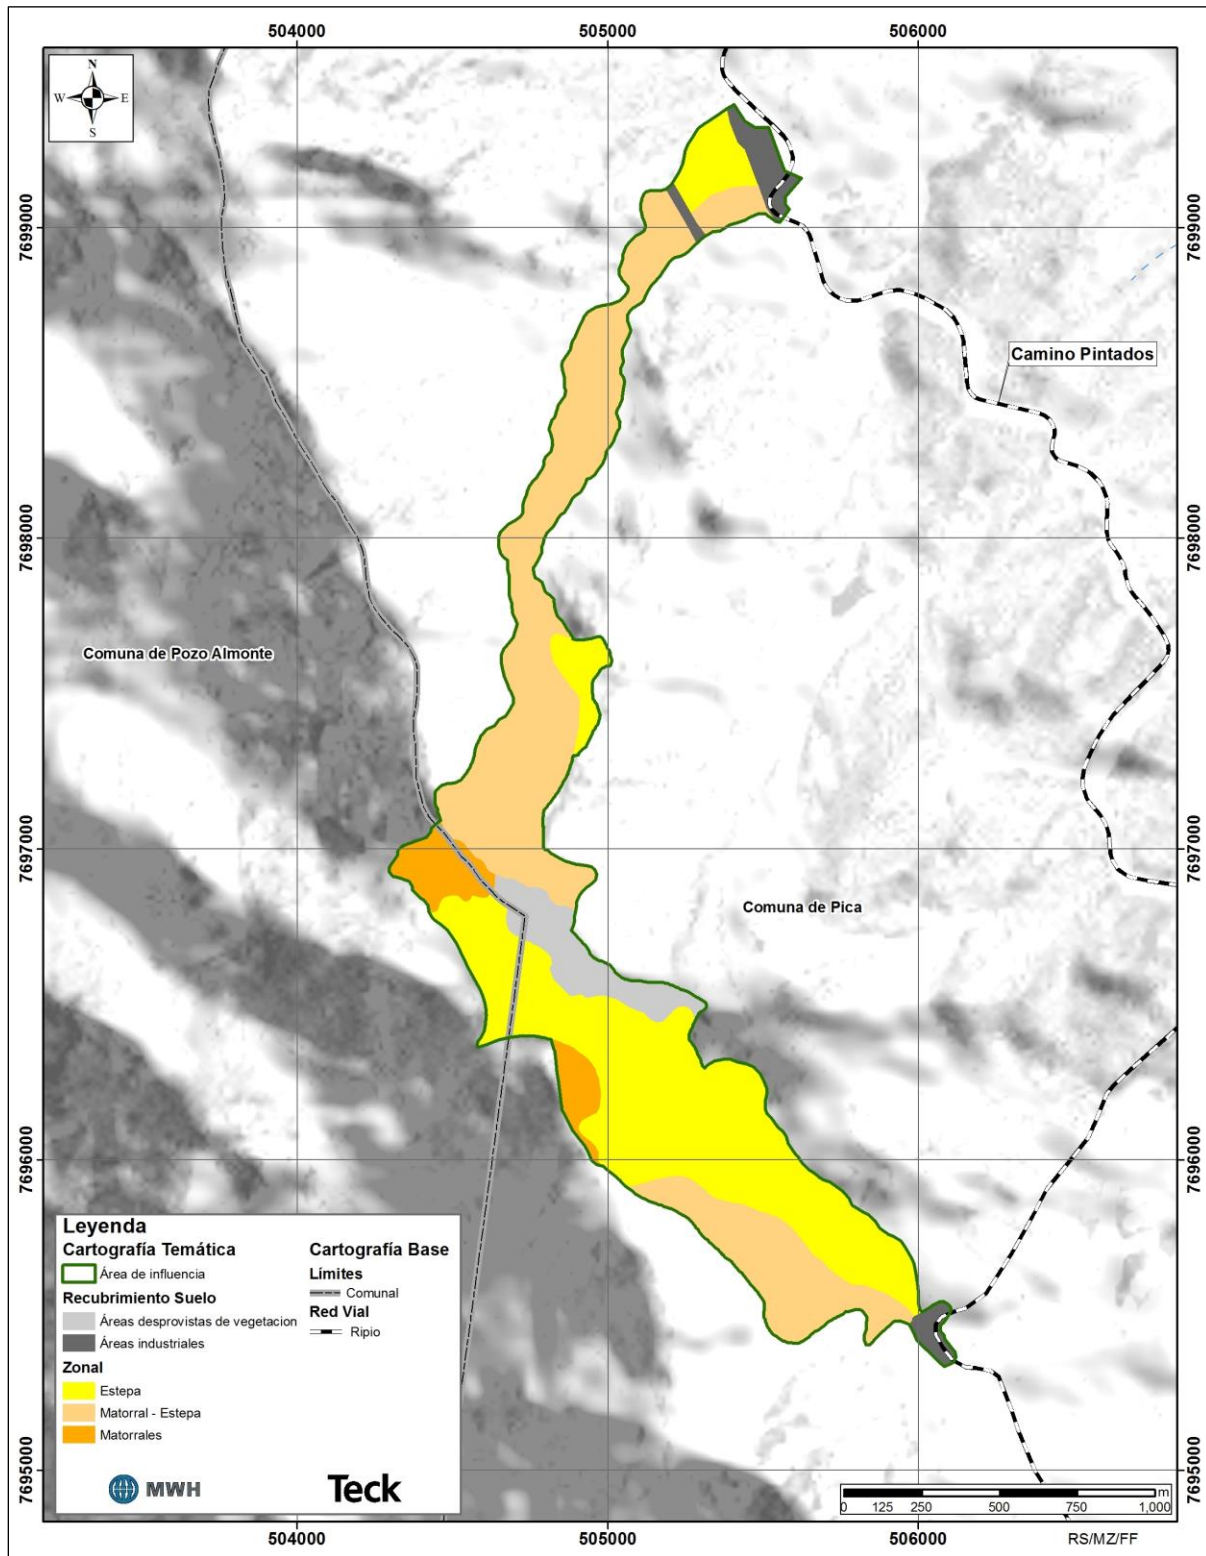 504000 505000 506000
N
W E
S
7699000 7699000
Camino Pintados
7698000 7698000
Comuna de Pozo Almonte
7697000 7697000
Comuna de Pica
7696000 7696000
Leyenda
Cartografía Temática
Área de influencia
Recubrimiento Suelo
Áreas desprovistas de vegetacion
Áreas industriales
Zonal
Estepa
Matorral - Estepa
Matorrales
Cartografía Base
Límites
Comunal
Red Vial
Ripio
MWH Teck
7695000 7695000
m
0 125 250 500 750 1,000
504000 505000 506000
RS/MZ/FF